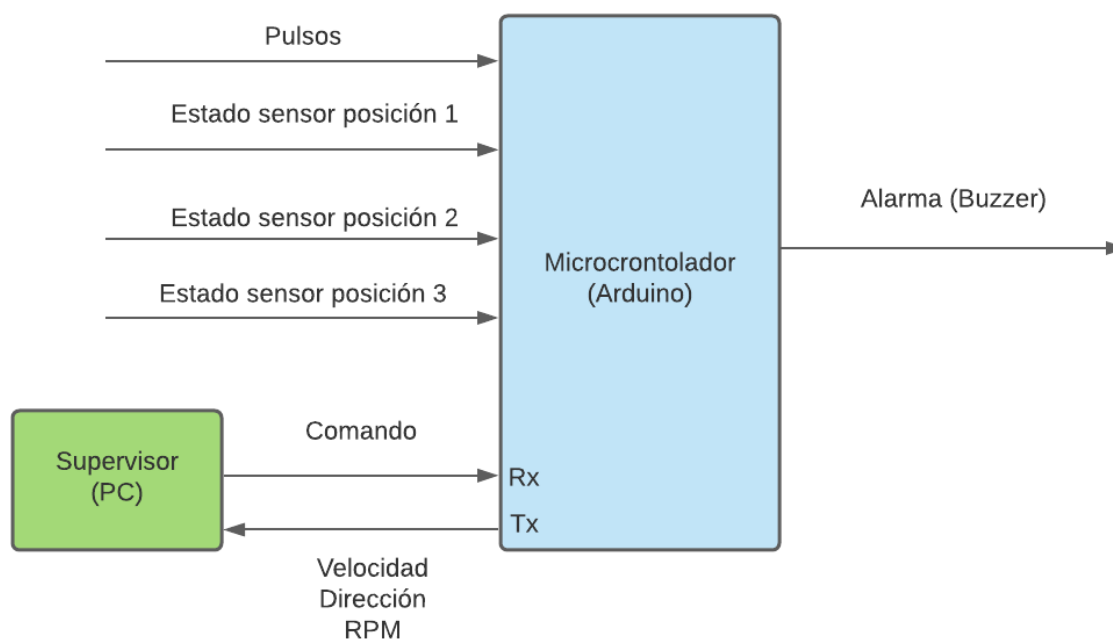 Pulsos
Estado sensor posición 1
Estado sensor posición 2
Estado sensor posición 3
Microcrontolador
(Arduino)
Alarma (Buzzer)
Supervisor
(PC)
Comando
Rx
Tx
Velocidad
Dirección
RPM